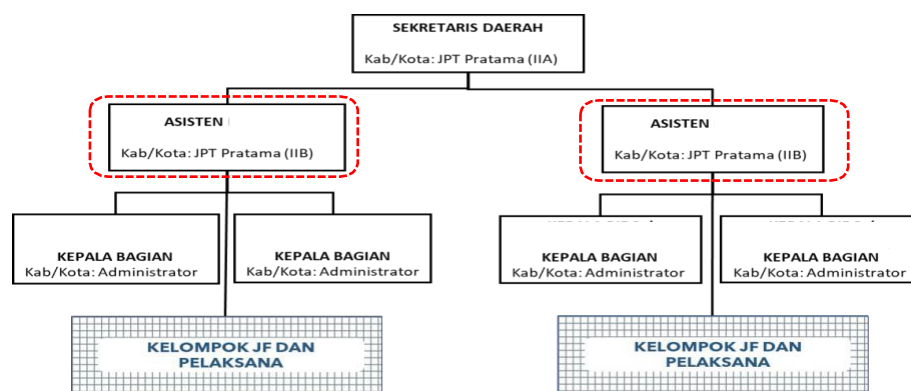 SEKRETARIS DAERAH
Kab/Kota: JPT Pratama (IIA)
ASISTEN
Kab/Kota: JPT Pratama (IIB)
ASISTEN
Kab/Kota: JPT Pratama (IIB)
KEPALA BAGIAN
Kab/Kota: Administrator
KEPALA BAGIAN
Kab/Kota: Administrator
KEPALA BAGIAN
Kab/Kota: Administrator
KEPALA BAGIAN
Kab/Kota: Administrator
KELOMPOK JF DAN
PELAKSANA
KELOMPOK JF DAN
PELAKSANA